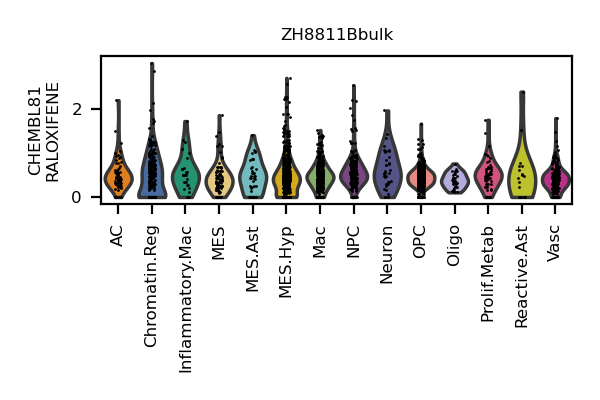 ZH8811Bbulk
CHEMBL81
RALOXIFENE
2
0
AC
Chromatin.Reg
Inflammatory.Mac
MES
MES.Ast
MES.Hyp
Mac
NPC
Neuron
OPC
Oligo
Prolif.Metab
Reactive.Ast
Vasc